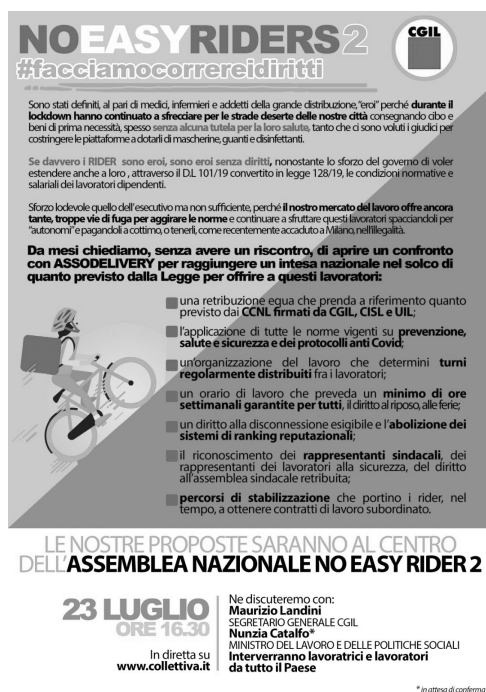 NOEASYRIDERS2
CGIL
#facciamocorrereidiritti
Sono stati definiti, al pari di medici, infermieri e addetti della grande distribuzione, “eroi” perché durante il
lockdown hanno continuato a sfrecciare per le strade deserte delle nostre città consegnando cibo e
beni di prima necessità, spesso senza alcuna tutela per la loro salute, tanto che ci sono voluti i giudici per
costringere le piattaforme a dotarli di mascherine, guanti e disinfettanti.
Se davvero i RIDER sono eroi, sono eroi senza diritti, nonostante lo sforzo del governo di voler
estendere anche a loro , attraverso il D.L 101/19 convertito in legge 128/19, le condizioni normative e
salariali dei lavoratori dipendenti.
Sforzo lodevole quello dell'esecutivo ma non sufficiente, perché il nostro mercato del lavoro offre ancora
tante, troppe vie di fuga per aggirare le norme e continuare a sfruttare questi lavoratori spacciandoli per
“autonomi” e pagandoli a cottimo, o tenerli, come recentemente accaduto a Milano, nell'illegalità.
Da mesi chiediamo, senza avere un riscontro, di aprire un confronto
con ASSODELIVERY per raggiungere un intesa nazionale nel solco di
quanto previsto dalla Legge per offrire a questi lavoratori:
una retribuzione equa che prenda a riferimento quanto
previsto dai CCNL firmati da CGIL, CISL e UIL;
l'applicazione di tutte le norme vigenti su prevenzione,
salute e sicurezza e dei protocolli anti Covid;
un'organizzazione del lavoro che determini turni
regolarmente distribuiti fra i lavoratori;
un orario di lavoro che preveda un minimo di ore
settimanali garantite per tutti, il diritto al riposo, alle ferie;
un diritto alla disconnessione esigibile e l'abolizione dei
sistemi di ranking reputazionali;
il riconoscimento dei rappresentanti sindacali, dei
rappresentanti dei lavoratori alla sicurezza, del diritto
all'assemblea sindacale retribuita;
percorsi di stabilizzazione che portino i rider, nel
tempo, a ottenere contratti di lavoro subordinato.
LE NOSTRE PROPOSTE SARANNO AL CENTRO
DELL'ASSEMBLEA NAZIONALE NO EASY RIDER 2
23 LUGLIO
ORE 16.30
In diretta su
www.collettiva.it
Ne discuteremo con:
Maurizio Landini
SEGRETARIO GENERALE CGIL
Nunzia Catalfo*
MINISTRO DEL LAVORO E DELLE POLITICHE SOCIALI
Interverranno lavoratrici e lavoratori
da tutto il Paese
* in attesa di conferma